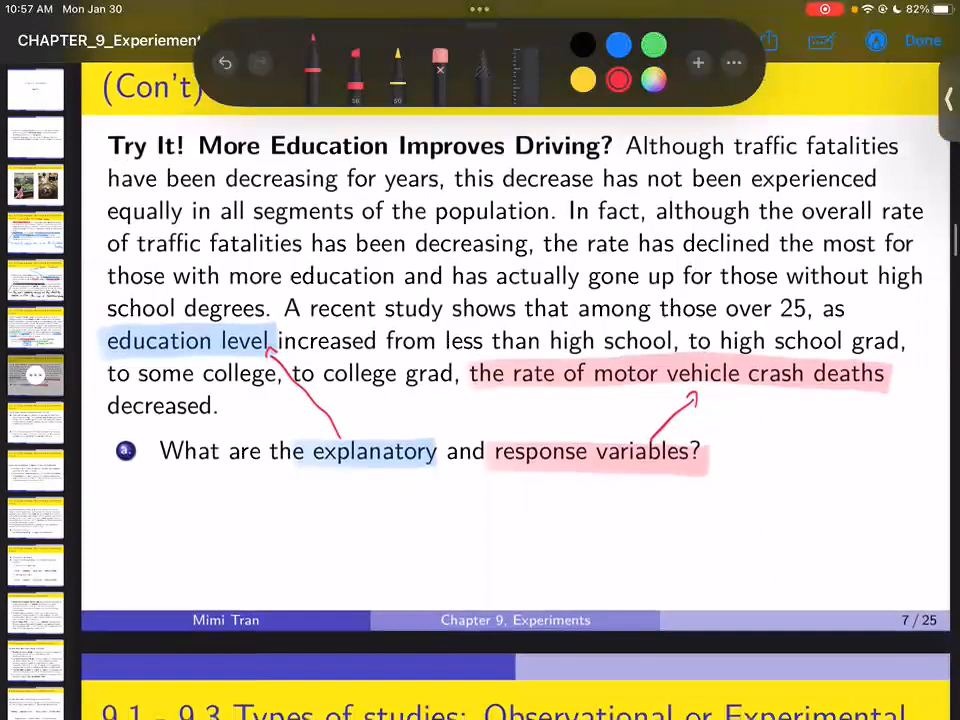 10:57 AM Mon Jan 30
82%
CHAPTER_9_Experiemen
Done
(Con't)
Try It! More Education Improves Driving? Although traffic fatalities
have been decreasing for years, this decrease has not been experienced
equally in all segments of the population. In fact, although the overall rate
of traffic fatalities has been decreasing, the rate has declined the most for
those with more education and has actually gone up for those without high
school degrees. A recent study shows that among those over 25, as
education level increased from less than high school, to high school grad,
to some college, to college grad, the rate of motor vehicle crash deaths
decreased.
a. What are the explanatory and response variables?
Mimi Tran Chapter 9, Experiments 7 / 25
9.1 - 9.3 Types of studies, Observational or Experimental